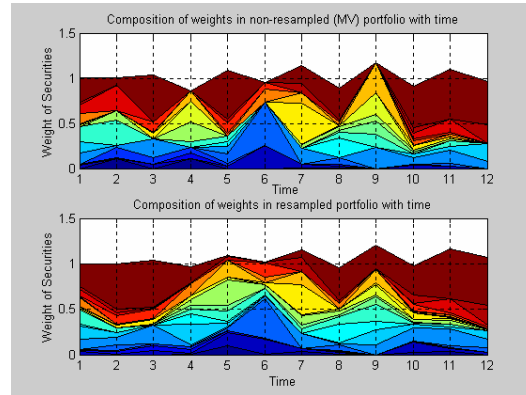 Composition of weights in non-resampled (MV) portfolio with time
1.5
1
0.5
0
Weight of Securities
1 2 3 4 5 6 7 8 9 10 11 12
Time
Composition of weights in resampled portfolio with time
1.5
1
0.5
0
Weight of Securities
1 2 3 4 5 6 7 8 9 10 11 12
Time